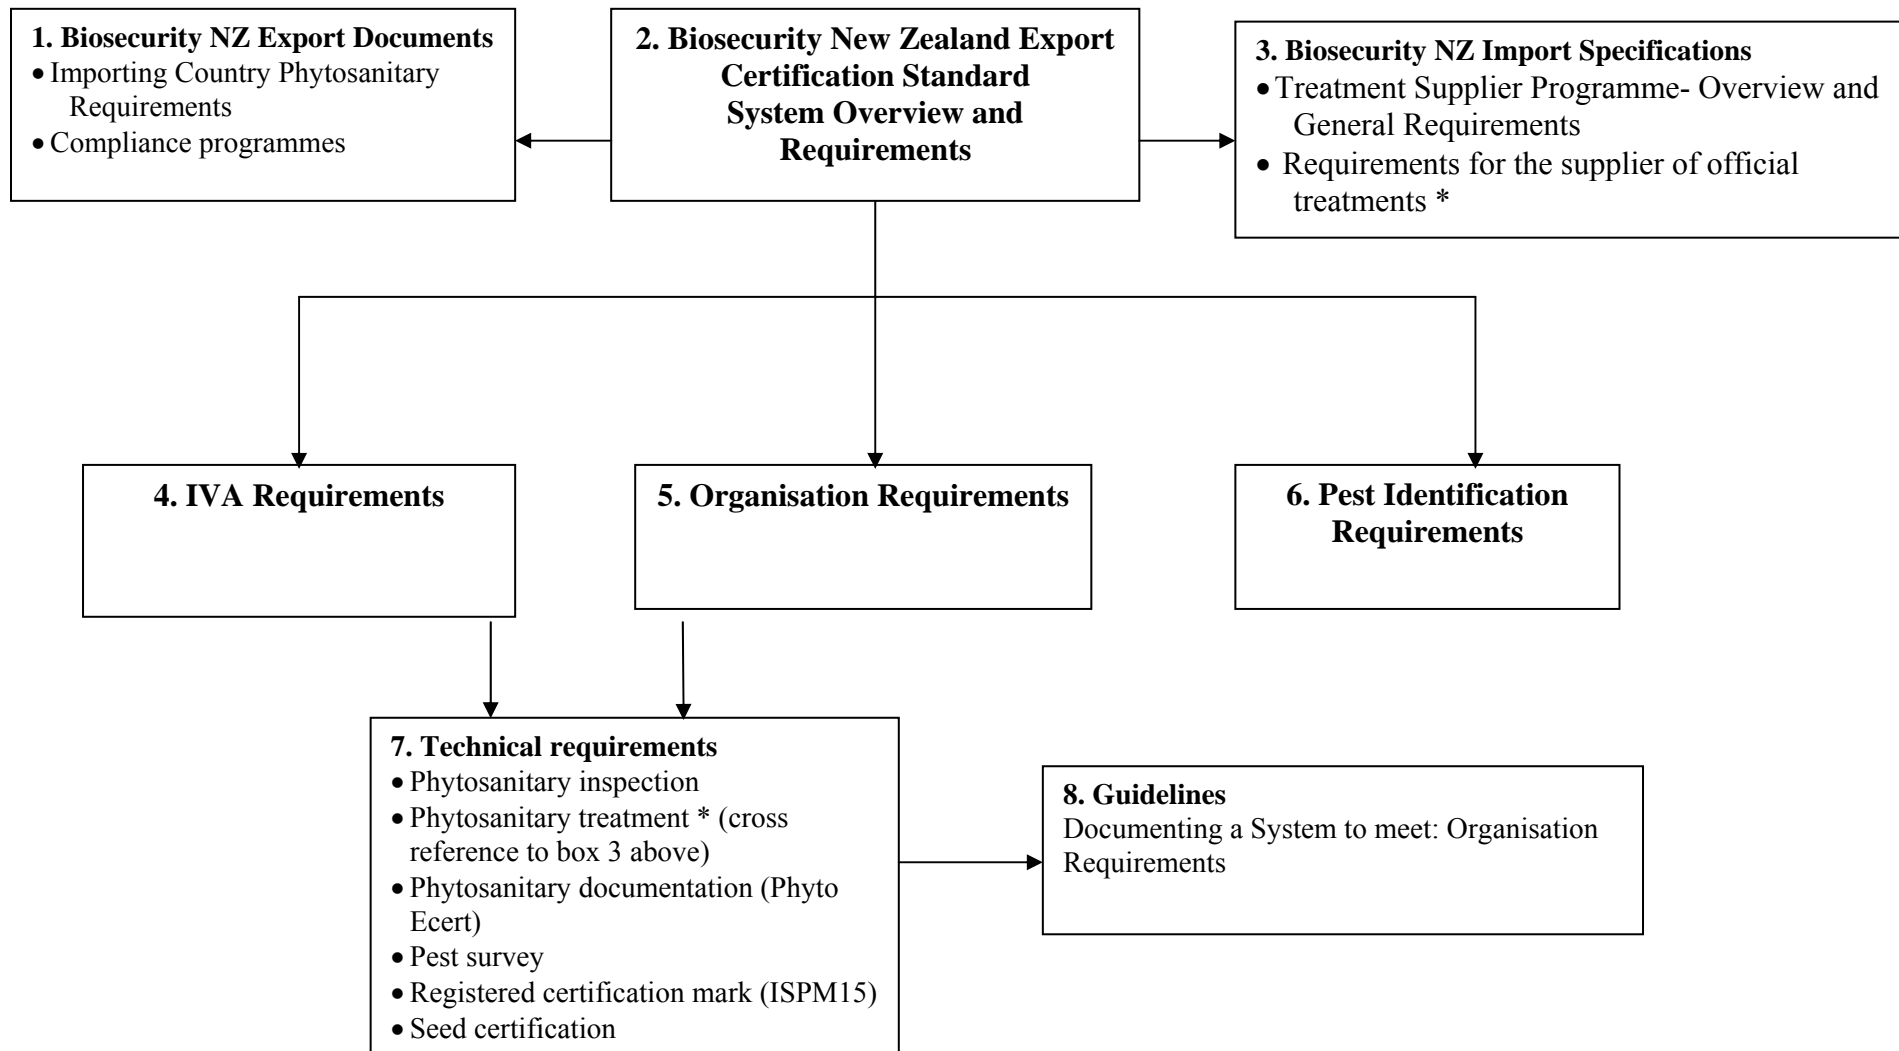 1. Biosecurity NZ Export Documents
• Importing Country Phytosanitary
Requirements
• Compliance programmes
2. Biosecurity New Zealand Export
Certification Standard
System Overview and
Requirements
3. Biosecurity NZ Import Specifications
• Treatment Supplier Programme- Overview and
General Requirements
• Requirements for the supplier of official
treatments *
4. IVA Requirements
5. Organisation Requirements
6. Pest Identification
Requirements
7. Technical requirements
• Phytosanitary inspection
• Phytosanitary treatment * (cross
reference to box 3 above)
• Phytosanitary documentation (Phyto
Ecert)
• Pest survey
• Registered certification mark (ISPM15)
• Seed certification
8. Guidelines
Documenting a System to meet: Organisation
Requirements